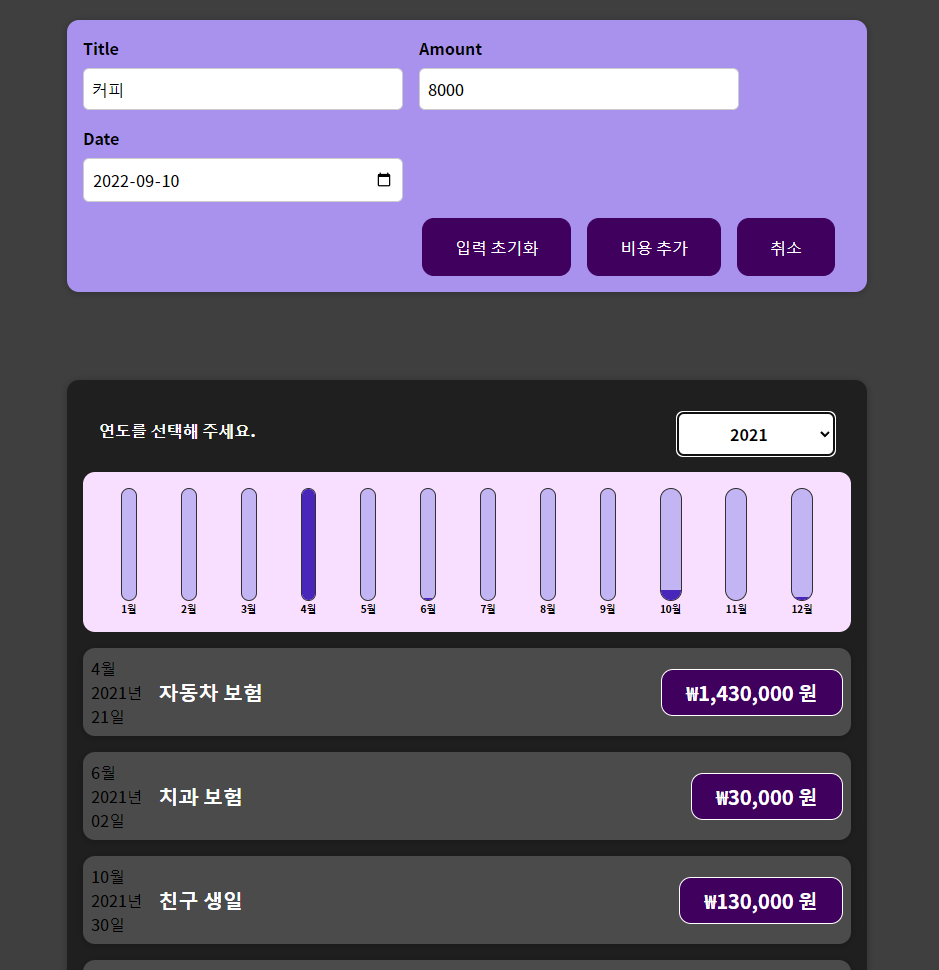 Title Amount
커피 8000
Date
2022-09-10
입력 초기화 비용 추가 취소
연도를 선택해 주세요. 2021
1월 2월 3월 4월 5월 6월 7월 8월 9월 10월 11월 12월
4월
2021년 자동차 보험 ₩1,430,000 원
21일
6월
2021년 치과 보험 ₩30,000 원
02일
10월
2021년 친구 생일 ₩130,000 원
30일